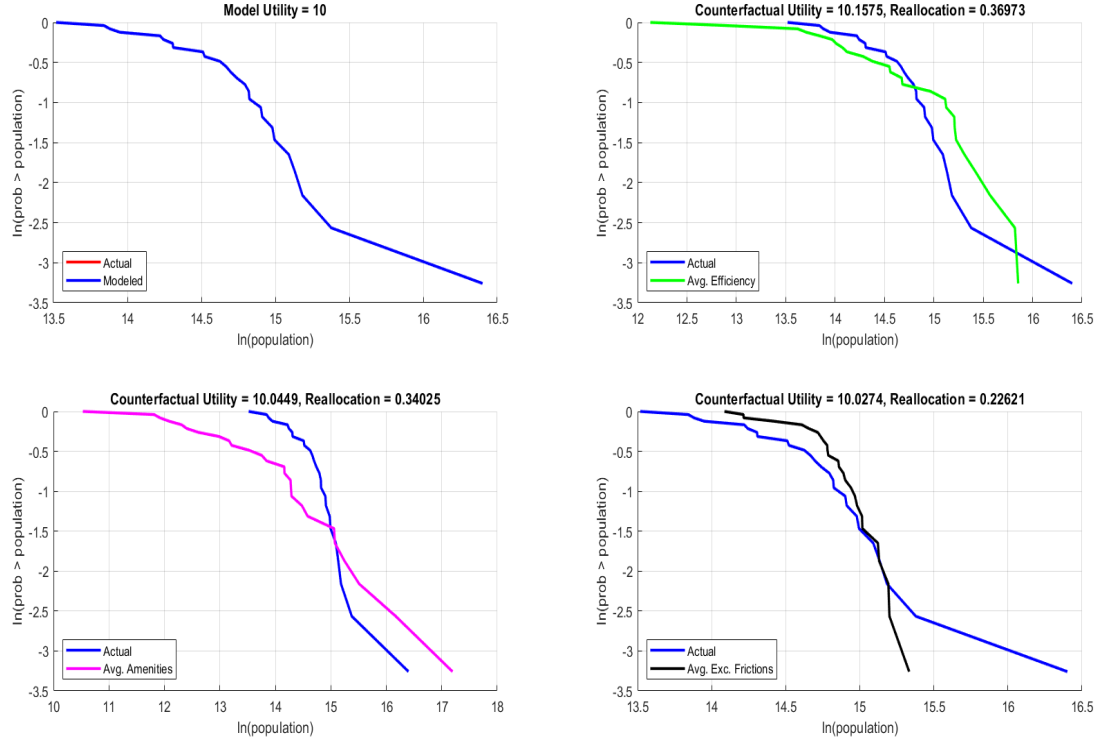 Model Utility = 10
0
-0.5
-1
-1.5
-2
-2.5
-3
-3.5
ln(prob > population)
Actual
Modeled
13.5 14 14.5 15 15.5 16 16.5
ln(population)
Counterfactual Utility = 10.1575, Reallocation = 0.36973
0
-0.5
-1
-1.5
-2
-2.5
-3
-3.5
ln(prob > population)
Actual
Avg. Efficiency
12 12.5 13 13.5 14 14.5 15 15.5 16 16.5
ln(population)
Counterfactual Utility = 10.0449, Reallocation = 0.34025
0
-0.5
-1
-1.5
-2
-2.5
-3
-3.5
ln(prob > population)
Actual
Avg. Amenities
10 11 12 13 14 15 16 17 18
ln(population)
Counterfactual Utility = 10.0274, Reallocation = 0.22621
0
-0.5
-1
-1.5
-2
-2.5
-3
-3.5
ln(prob > population)
Actual
Avg. Exc. Frictions
13.5 14 14.5 15 15.5 16 16.5
ln(population)